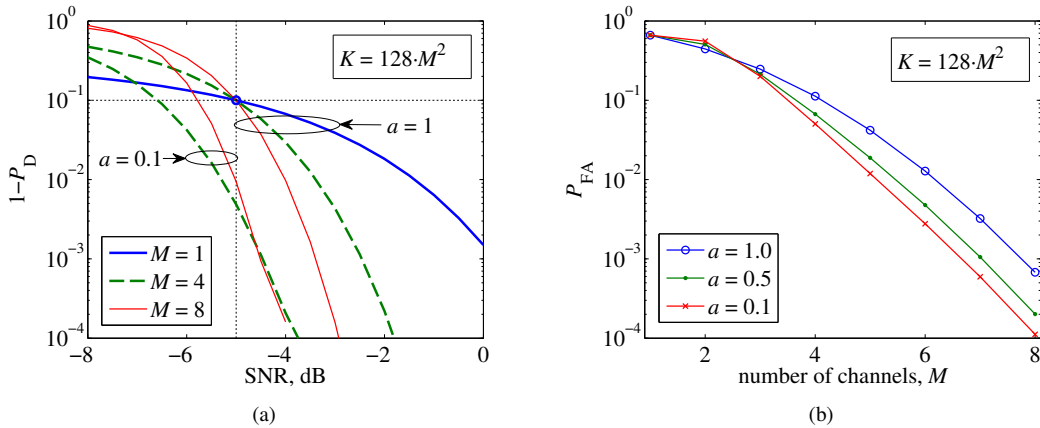 10^0
10^-1
10^-2
10^-3
10^-4
1−P_D
K = 128·M^2
a = 1
a = 0.1
M = 1
M = 4
M = 8
−8
−6
−4
−2
0
SNR, dB
(a)
10^0
10^-1
10^-2
10^-3
10^-4
P_FA
K = 128·M^2
a = 1.0
a = 0.5
a = 0.1
2
4
6
8
number of channels, M
(b)